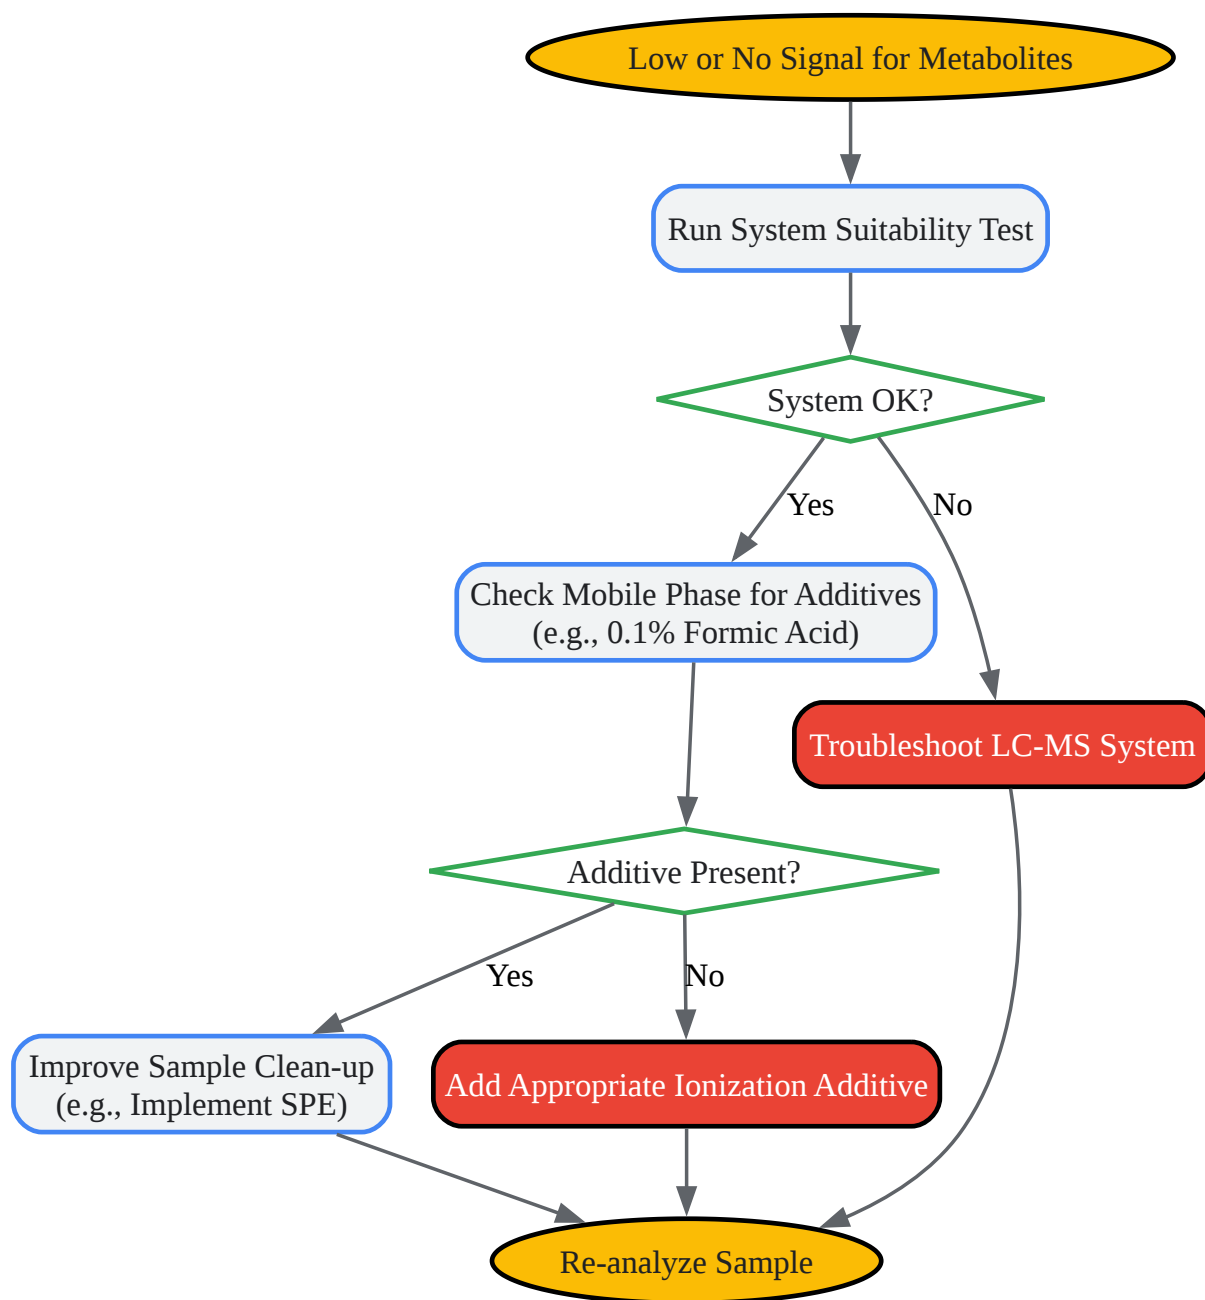 Low or No Signal for Metabolites
Run System Suitability Test
System OK?
Yes
No
Check Mobile Phase for Additives
(e.g., 0.1% Formic Acid)
Troubleshoot LC-MS System
Additive Present?
Yes
No
Improve Sample Clean-up
(e.g., Implement SPE)
Add Appropriate Ionization Additive
Re-analyze Sample